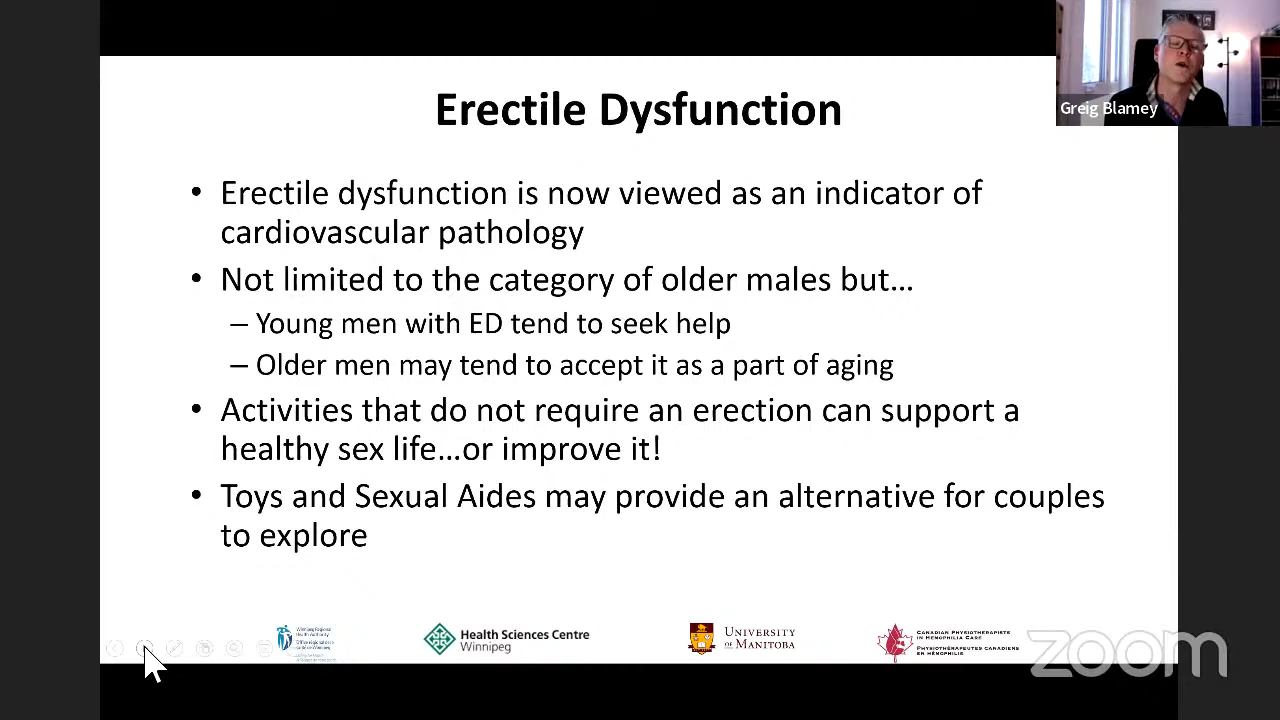 Erectile Dysfunction
Greig Blamey
• Erectile dysfunction is now viewed as an indicator of
cardiovascular pathology
• Not limited to the category of older males but…
– Young men with ED tend to seek help
– Older men may tend to accept it as a part of aging
• Activities that do not require an erection can support a
healthy sex life…or improve it!
• Toys and Sexual Aides may provide an alternative for couples
to explore
Winnipeg Regional
Health Authority
Health Sciences Centre
Winnipeg
UNIVERSITY
OF MANITOBA
CANADIAN PHYSIOTHERAPISTS
IN HEMOPHILIA CARE
PHYSIOTHÉRAPEUTES CANADIENS
EN HÉMOPHILIE
zoom